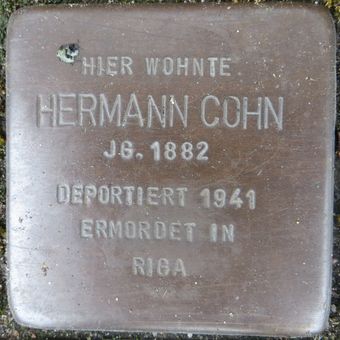 HIER WOHNTE
HERMANN COHN
JG. 1882
DEPORTIERT 1941
ERMORDET IN
RIGA